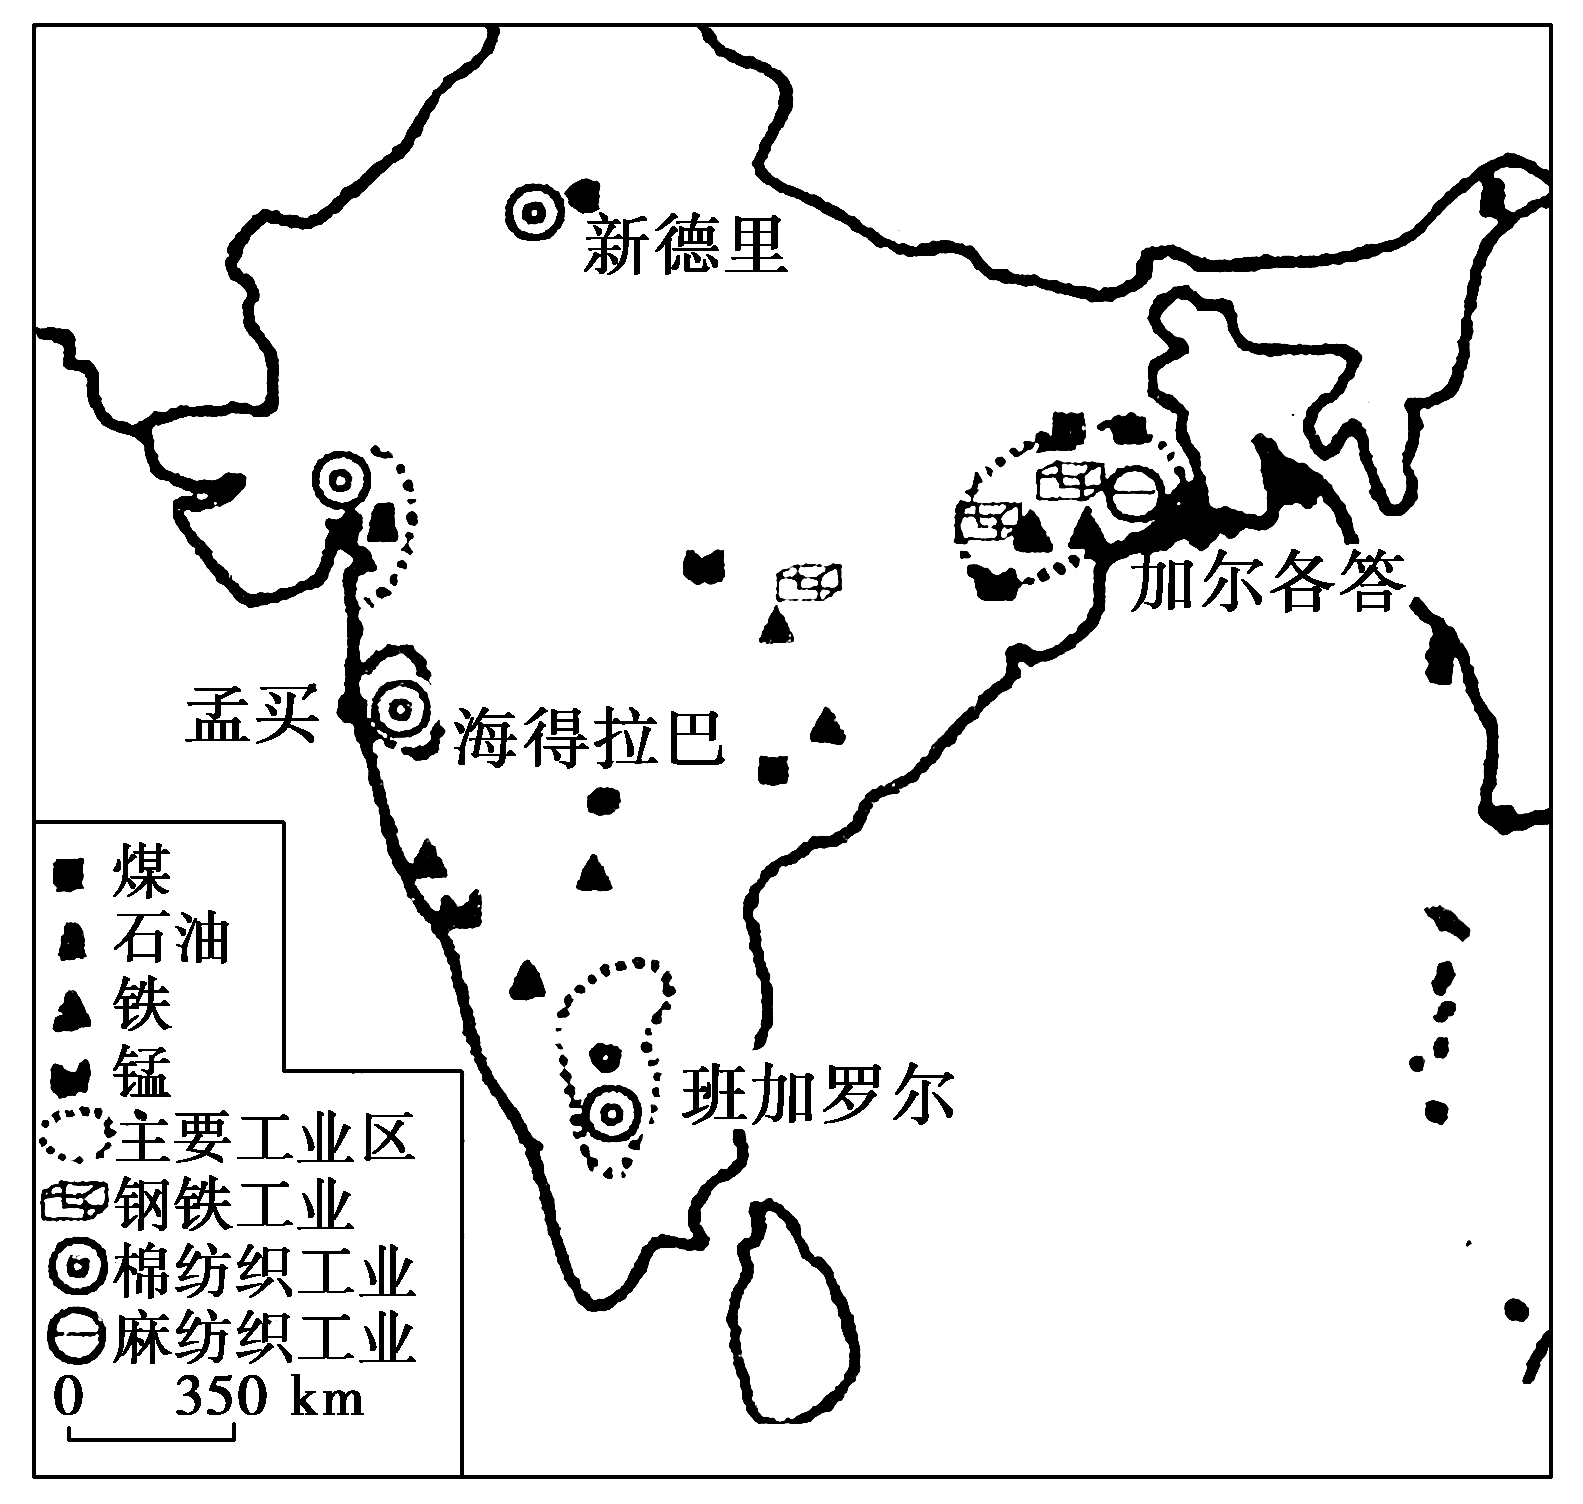 新德里
加尔各答
孟买
海得拉巴
班加罗尔
煤
石油
铁
锰
主要工业区
钢铁工业
棉纺织工业
麻纺织工业
0 350 km